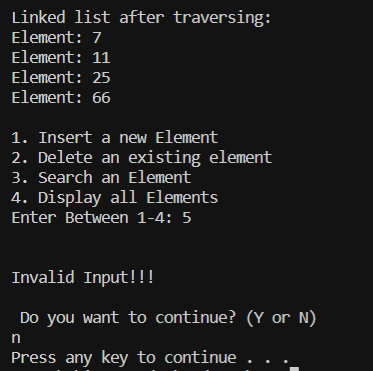 Linked list after traversing:
Element: 7
Element: 11
Element: 25
Element: 66
1. Insert a new Element
2. Delete an existing element
3. Search an Element
4. Display all Elements
Enter Between 1-4: 5
Invalid Input!!!
Do you want to continue? (Y or N)
n
Press any key to continue . . .